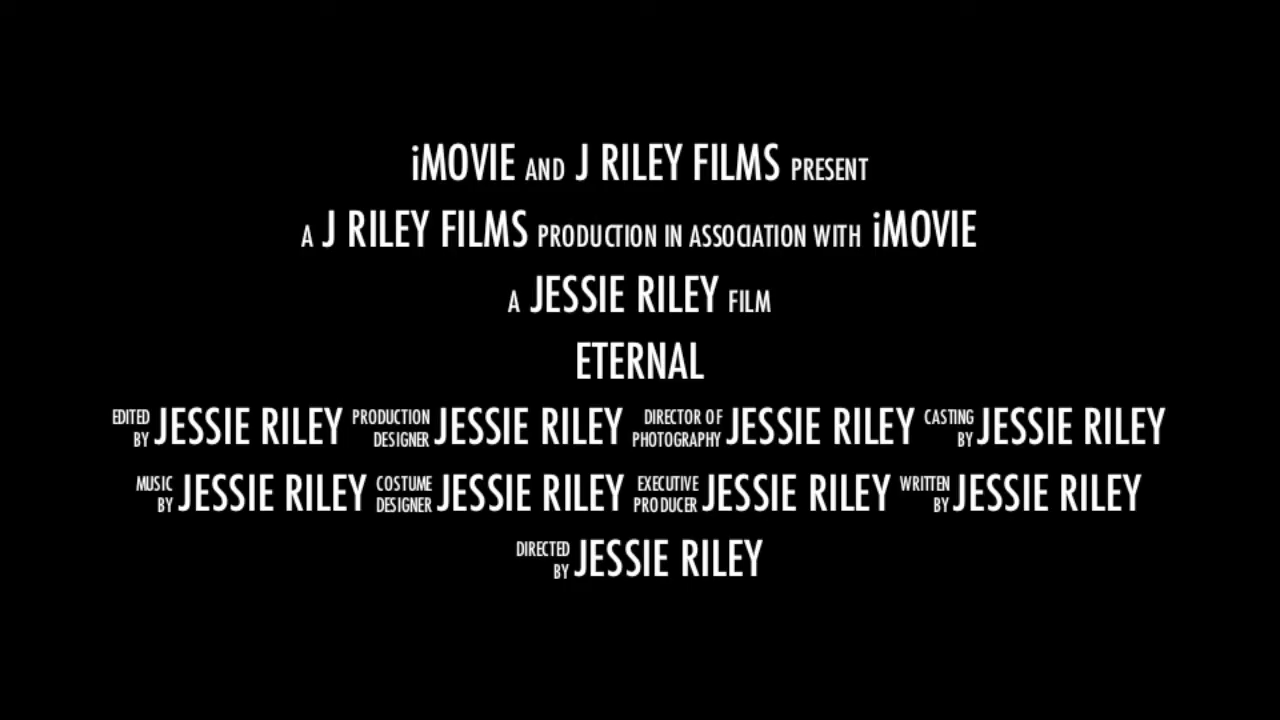 iMOVIE AND J RILEY FILMS PRESENT
A J RILEY FILMS PRODUCTION IN ASSOCIATION WITH iMOVIE
A JESSIE RILEY FILM
ETERNAL
EDITED BY JESSIE RILEY PRODUCTION DESIGNER JESSIE RILEY DIRECTOR OF PHOTOGRAPHY JESSIE RILEY CASTING BY JESSIE RILEY
MUSIC BY JESSIE RILEY COSTUME DESIGNER JESSIE RILEY EXECUTIVE PRODUCER JESSIE RILEY WRITTEN BY JESSIE RILEY
DIRECTED BY JESSIE RILEY